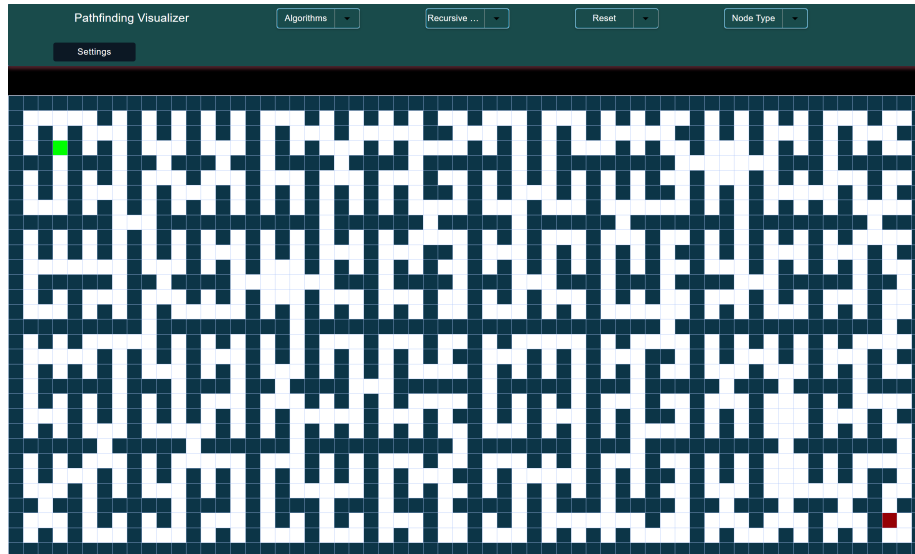 Pathfinding Visualizer
Algorithms
Recursive ...
Reset
Node Type
Settings